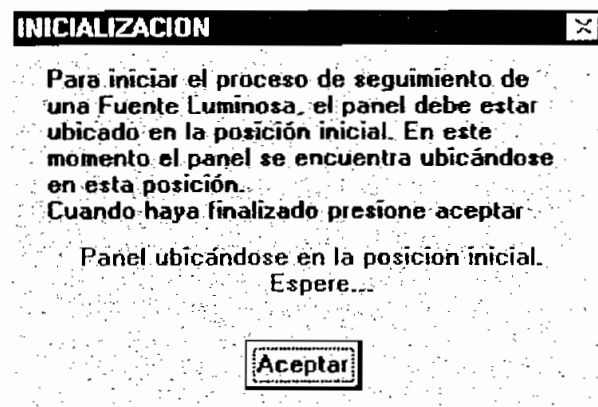 INICIALIZACION
Para iniciar el proceso de seguimiento de
una Fuente Luminosa, el panel debe estar
ubicado en la posición inicial. En este
momento el panel se encuentra ubicándose
en esta posición.
Cuando haya finalizado presione aceptar
Panel ubicándose en la posicion inicial.
Espere...
Aceptar